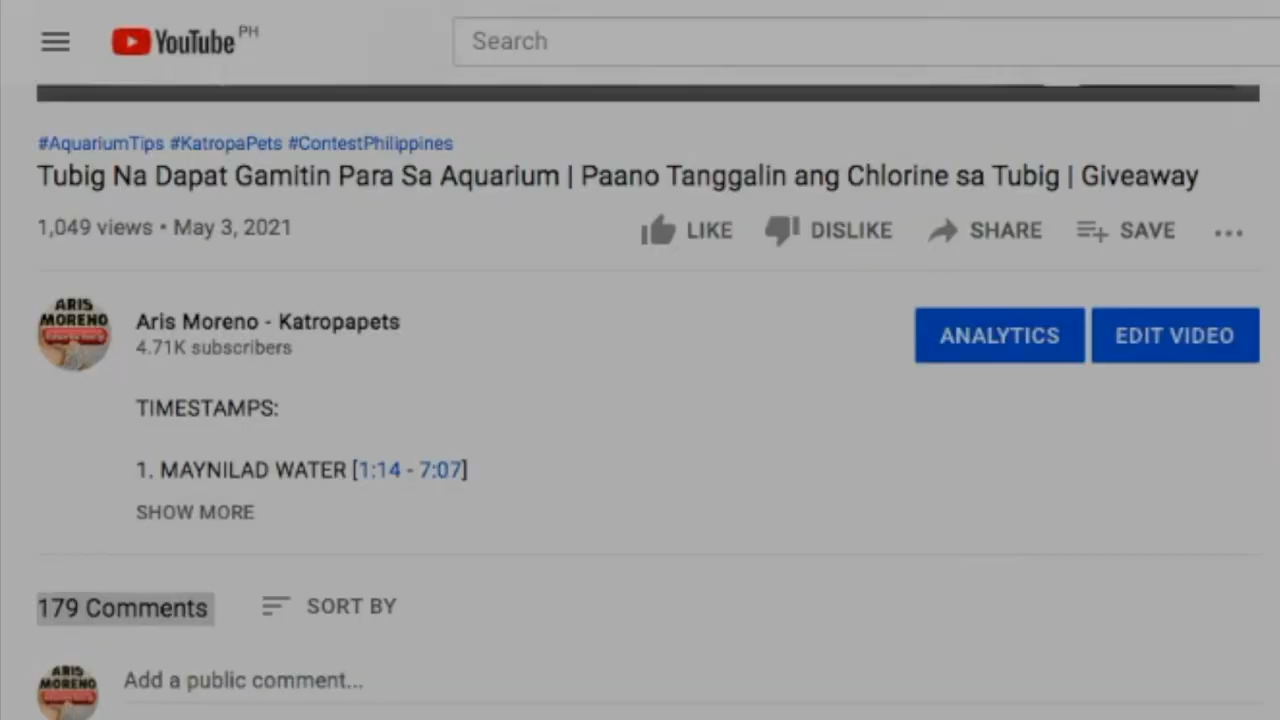 YouTube PH
Search
#AquariumTips #KatropaPets #ContestPhilippines
Tubig Na Dapat Gamitin Para Sa Aquarium | Paano Tanggalin ang Chlorine sa Tubig | Giveaway
1,049 views • May 3, 2021
LIKE DISLIKE SHARE SAVE ...
ARIS
MORENO
Aris Moreno - Katropapets
4.71K subscribers
ANALYTICS EDIT VIDEO
TIMESTAMPS:
1. MAYNILAD WATER [1:14 - 7:07]
SHOW MORE
179 Comments SORT BY
ARIS
MORENO
Add a public comment...